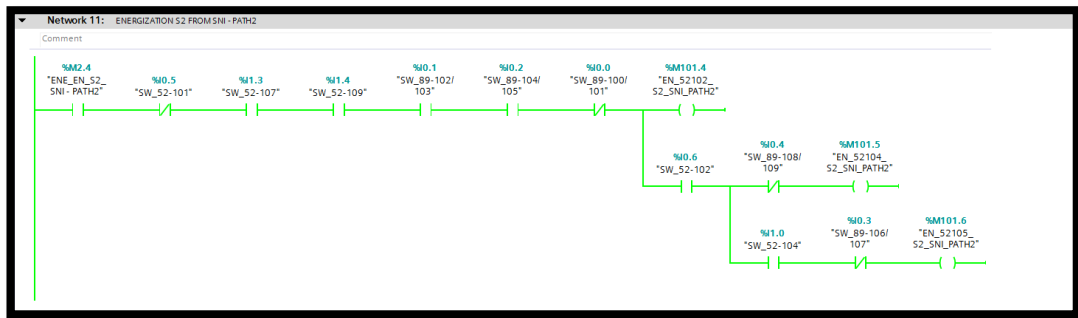 Network 11: ENERGIZATION S2 FROM SNI - PATH2
Comment
%M2.4
"ENE_EN_S2_
SNI - PATH2"
%I0.5
"SW_52-101"
%I1.3
"SW_52-107"
%I1.4
"SW_52-109"
%I0.1
"SW_89-102/
103"
%I0.2
"SW_89-104/
105"
%I0.0
"SW_89-100/
101"
%M101.4
"EN_52102_
S2_SNI_PATH2"
%I0.6
"SW_52-102"
%I0.4
"SW_89-108/
109"
%M101.5
"EN_52104_
S2_SNI_PATH2"
%I1.0
"SW_52-104"
%I0.3
"SW_89-106/
107"
%M101.6
"EN_52105_
S2_SNI_PATH2"